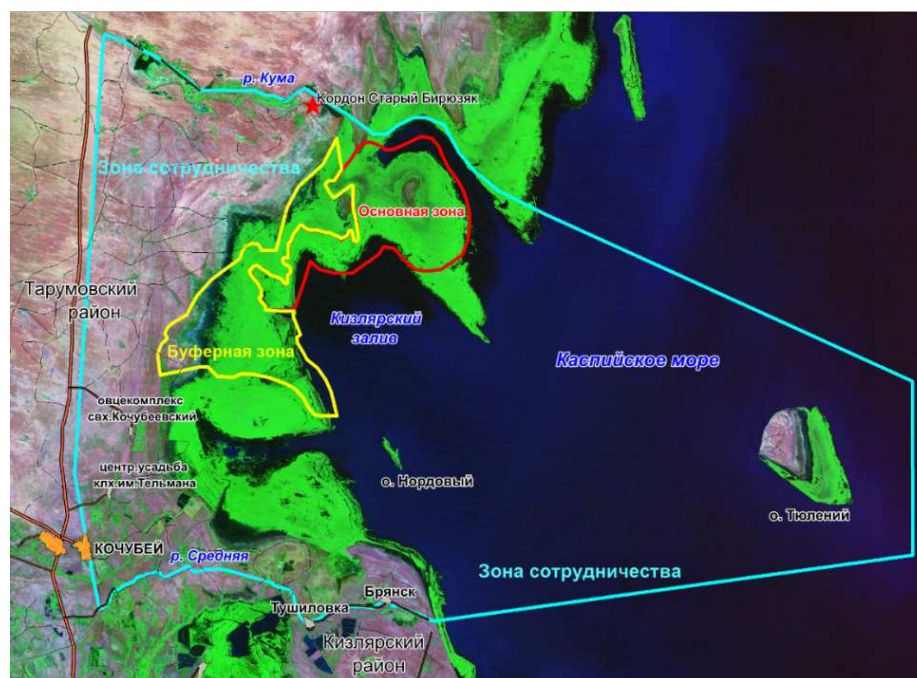 р. Кума
Кордон Старый Бирюзяк
Зона сотрудничества
Основная зона
Тарумовский
район
Кизлярский
залив
Буферная зона
Каспийское море
овцекомплекс
свх.Кочубеевский
центр.усадьба
клх.им.Тельмана
о. Нордовый
о. Тюлений
КОЧУБЕЙ
р. Средняя
Зона сотрудничества
Брянск
Тушиловка
Кизлярский
район